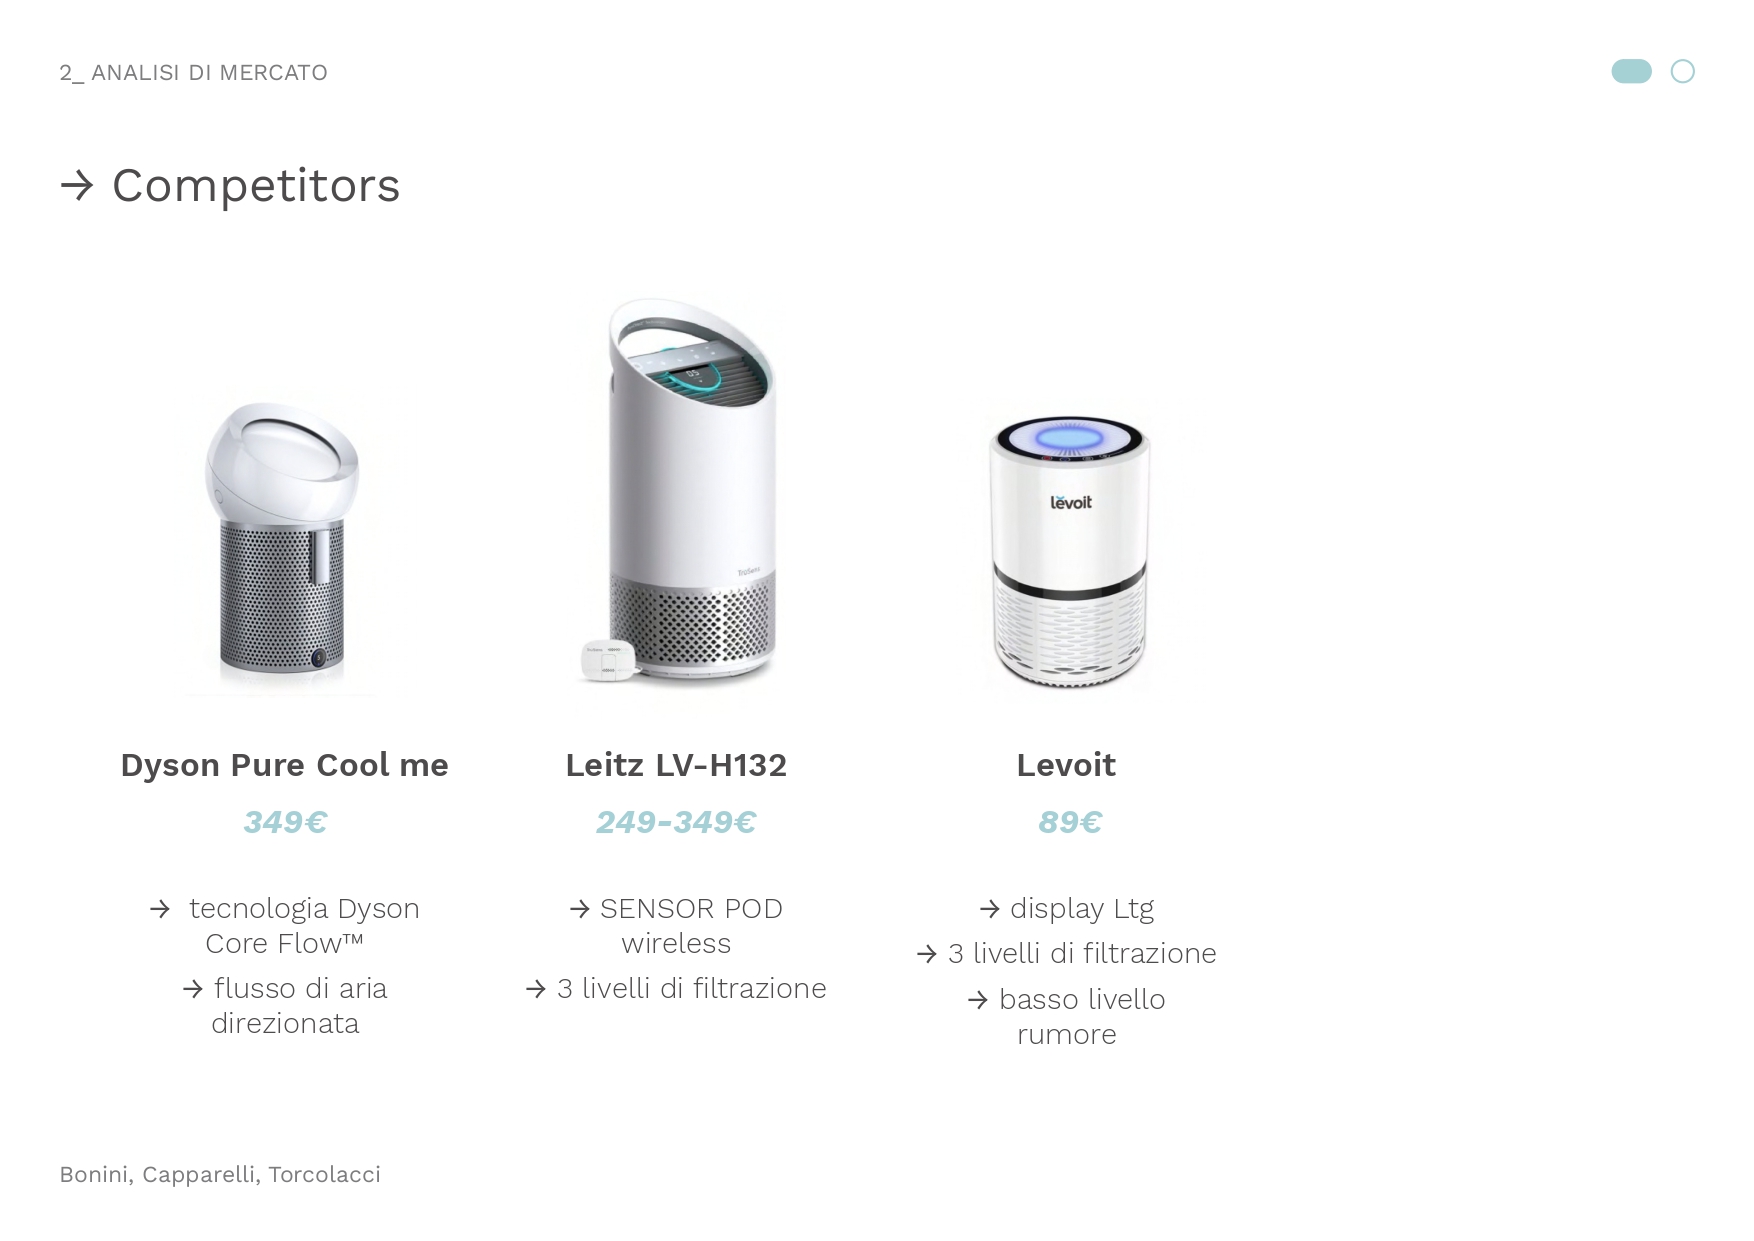 2_ ANALISI DI MERCATO
→ Competitors
05
TruSens
levoit
Dyson Pure Cool me
349€
→ tecnologia Dyson
Core Flow™
→ flusso di aria
direzionata
Leitz LV-H132
249-349€
→ SENSOR POD
wireless
→ 3 livelli di filtrazione
Levoit
89€
→ display Ltg
→ 3 livelli di filtrazione
→ basso livello
rumore
Bonini, Capparelli, Torcolacci